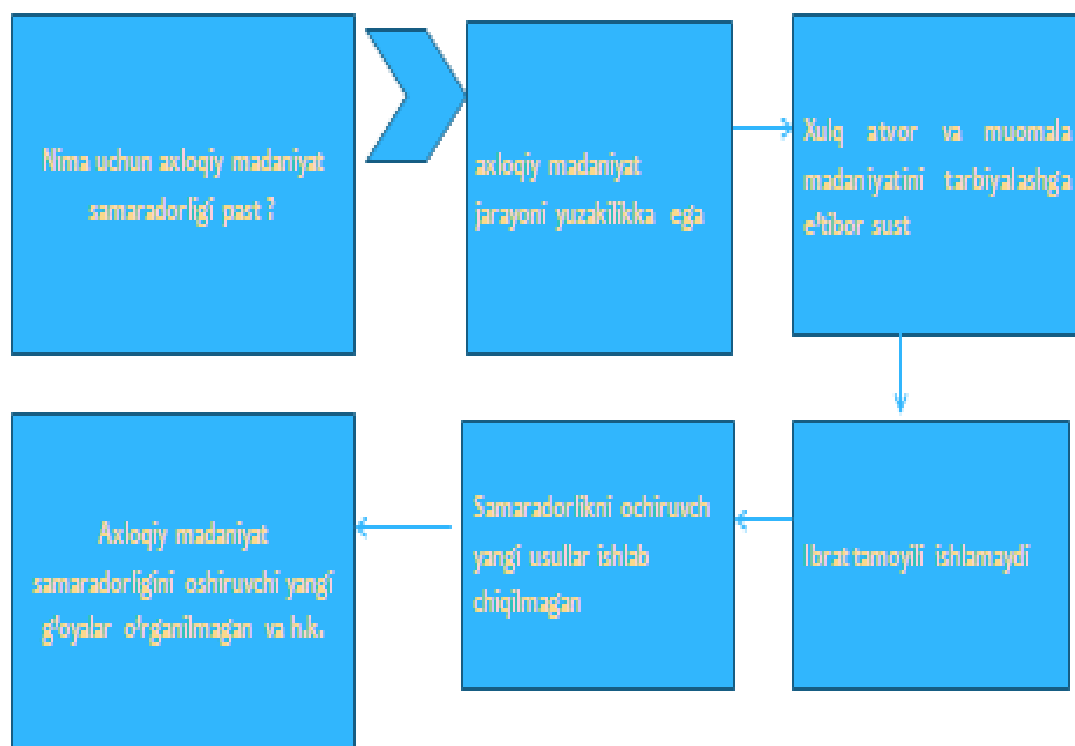 Nima uchun axloqiy madaniyat
samaradorligi past ?
axloqiy madaniyat
jarayoni yuzakilikka ega
Xulq atvor va muomala
madaniyatini tarbiyalashga
e'tibor sust
Ibrat tamoyili ishlamaydi
Samaradorlikni ochiruvch
yangi usullar ishlab
chiqilmagan
Axloqiy madaniyat
samaradorligini oshiruvchi yangi
g'oyalar o'rganilmagan va h.k.